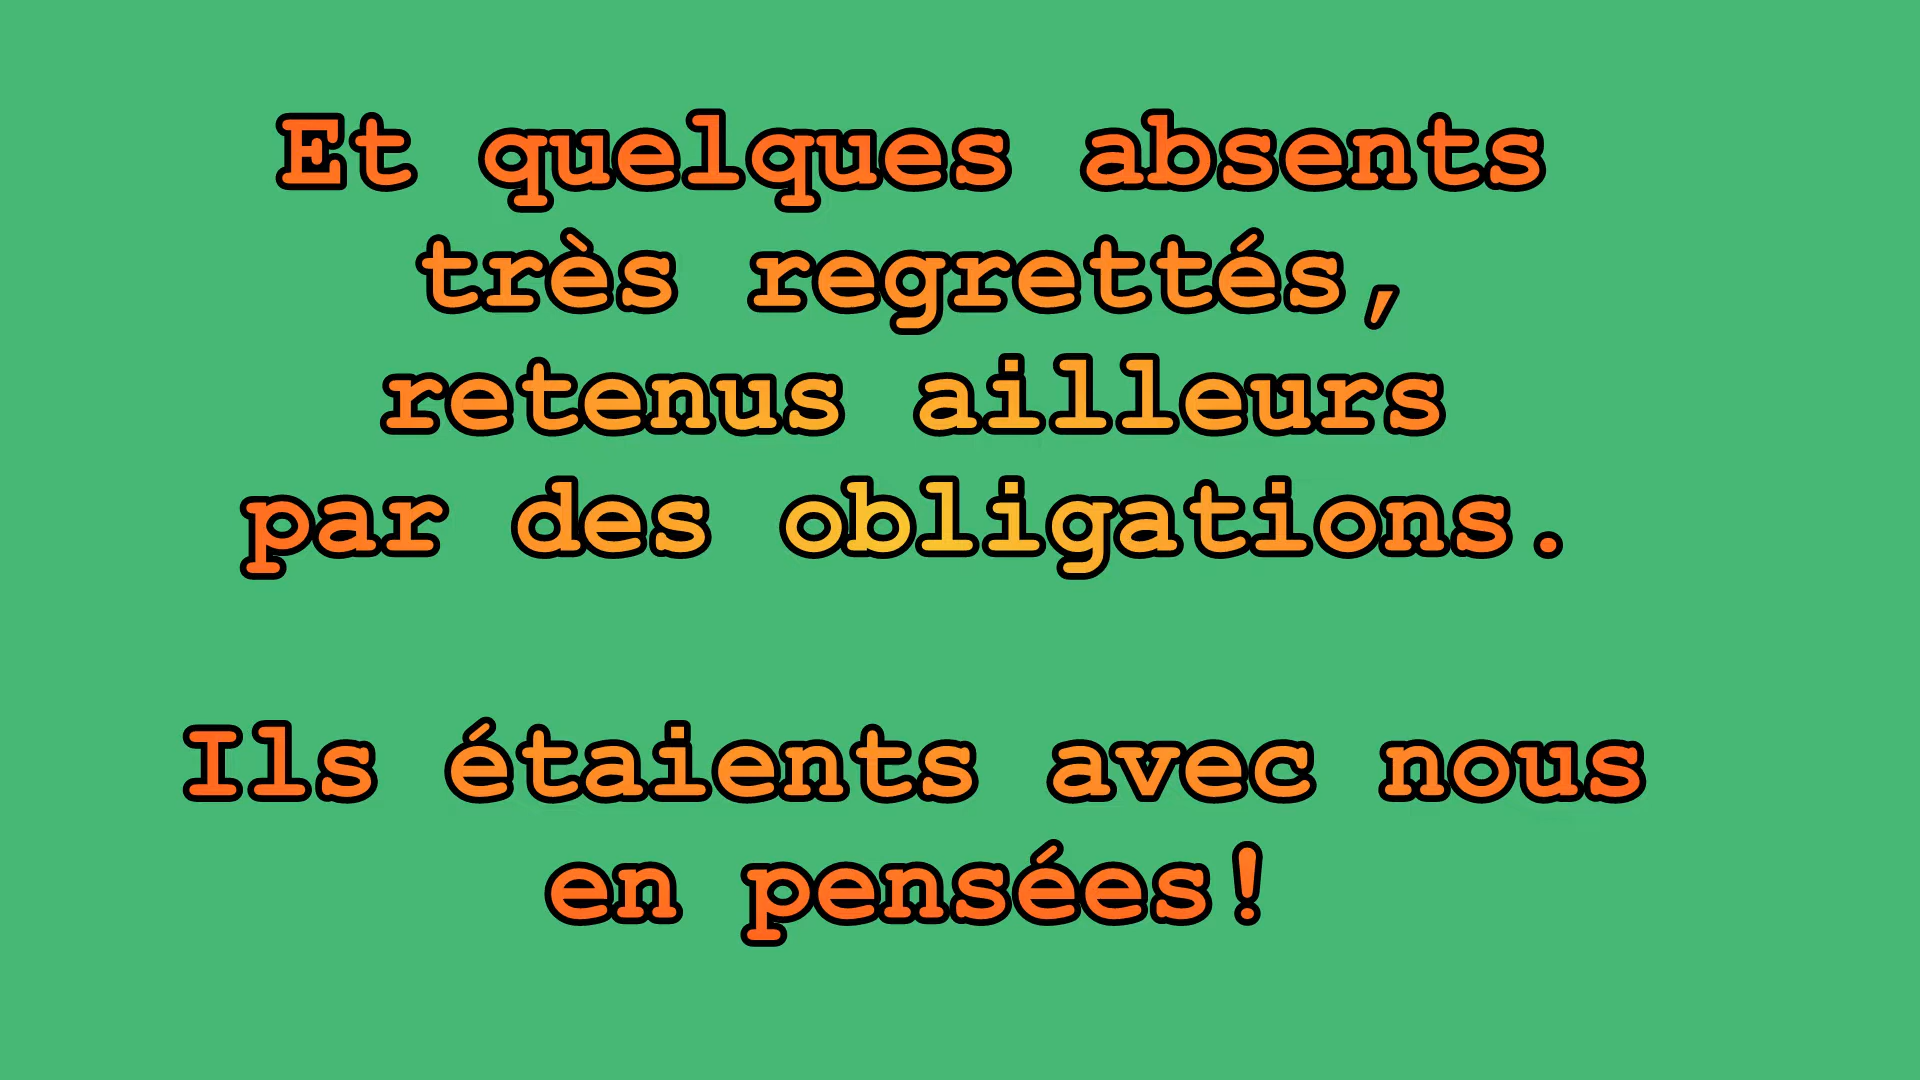 Et quelques absents
très regrettés,
retenus ailleurs
par des obligations.
Ils étaients avec nous
en pensées!